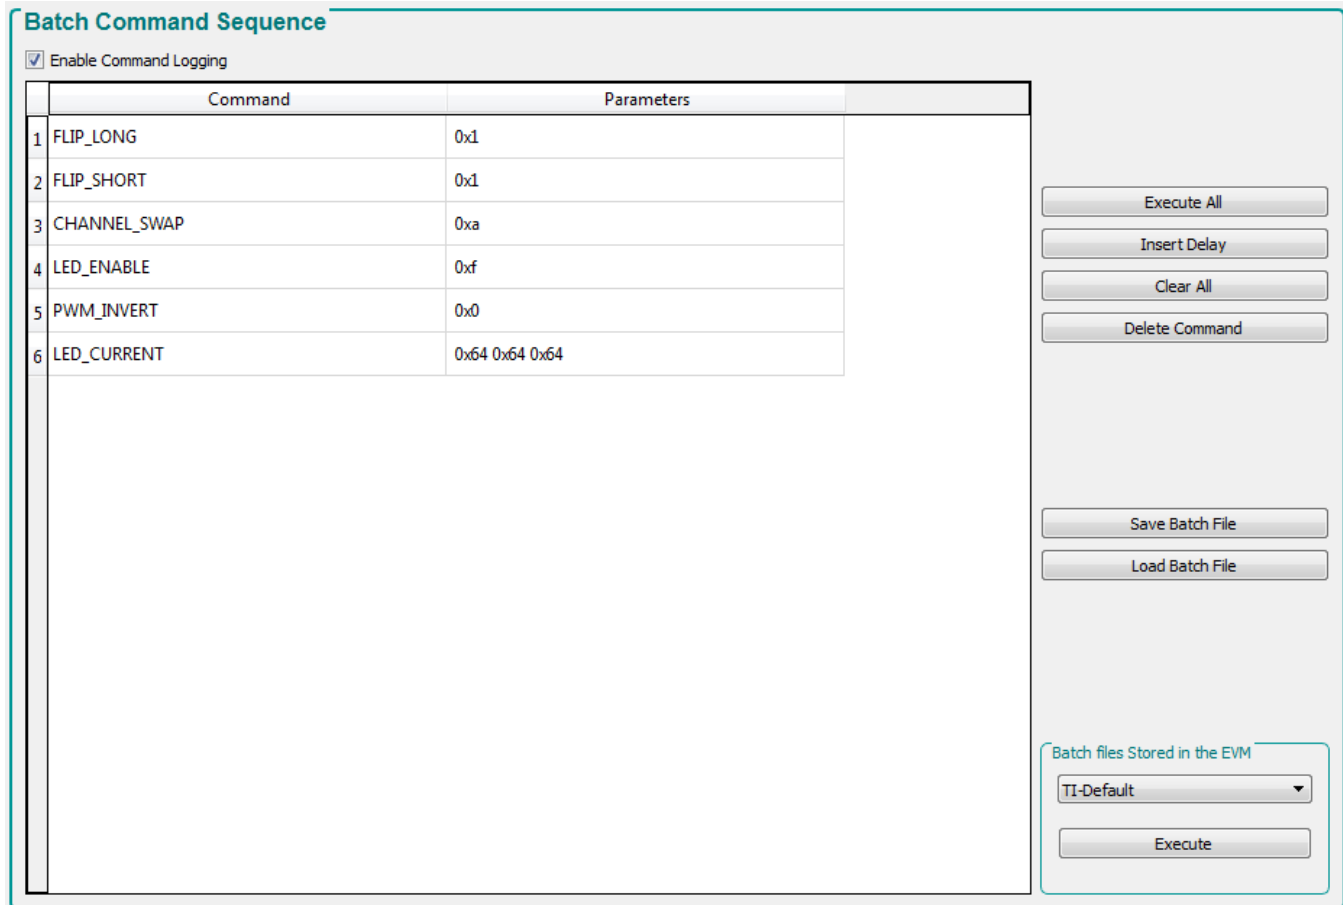 Batch Command Sequence
Enable Command Logging
Command Parameters
1 FLIP_LONG 0x1
2 FLIP_SHORT 0x1
3 CHANNEL_SWAP 0xa
4 LED_ENABLE 0xf
5 PWM_INVERT 0x0
6 LED_CURRENT 0x64 0x64 0x64
Execute All
Insert Delay
Clear All
Delete Command
Save Batch File
Load Batch File
Batch files Stored in the EVM
TI-Default
Execute